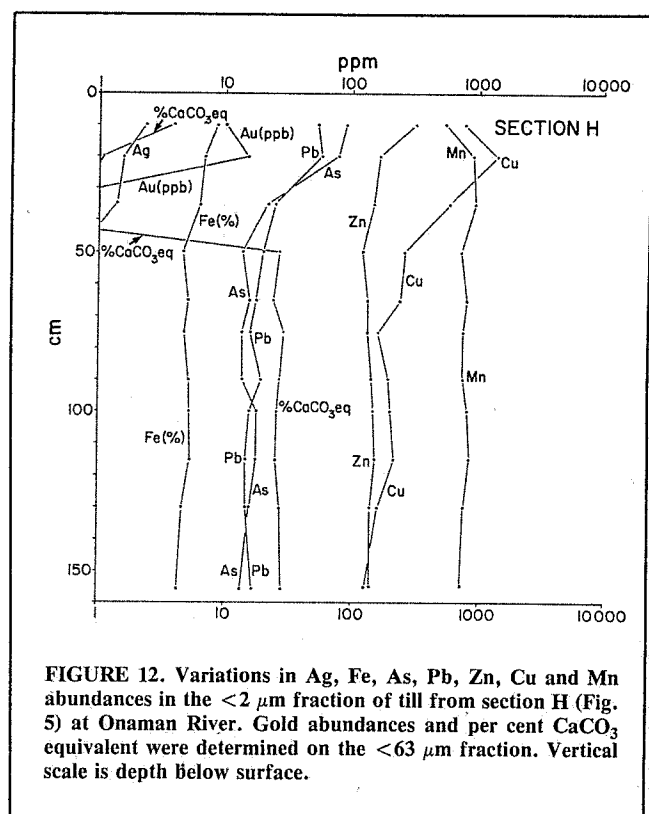 ppm
10 100 1000 10000
0
%CaCO₃eq
SECTION H
Au(ppb)
Ag
Pb
Mn
As
Cu
Au(ppb)
Fe(%)
Zn
50
%CaCO₃eq
As
Cu
Pb
cm
Mn
100
%CaCO₃eq
Fe(%)
Pb
Zn
As
Cu
150
As
Pb
1 10 100 1000 10000
FIGURE 12. Variations in Ag, Fe, As, Pb, Zn, Cu and Mn
abundances in the <2 μm fraction of till from section H (Fig.
5) at Onaman River. Gold abundances and per cent CaCO₃
equivalent were determined on the <63 μm fraction. Vertical
scale is depth below surface.